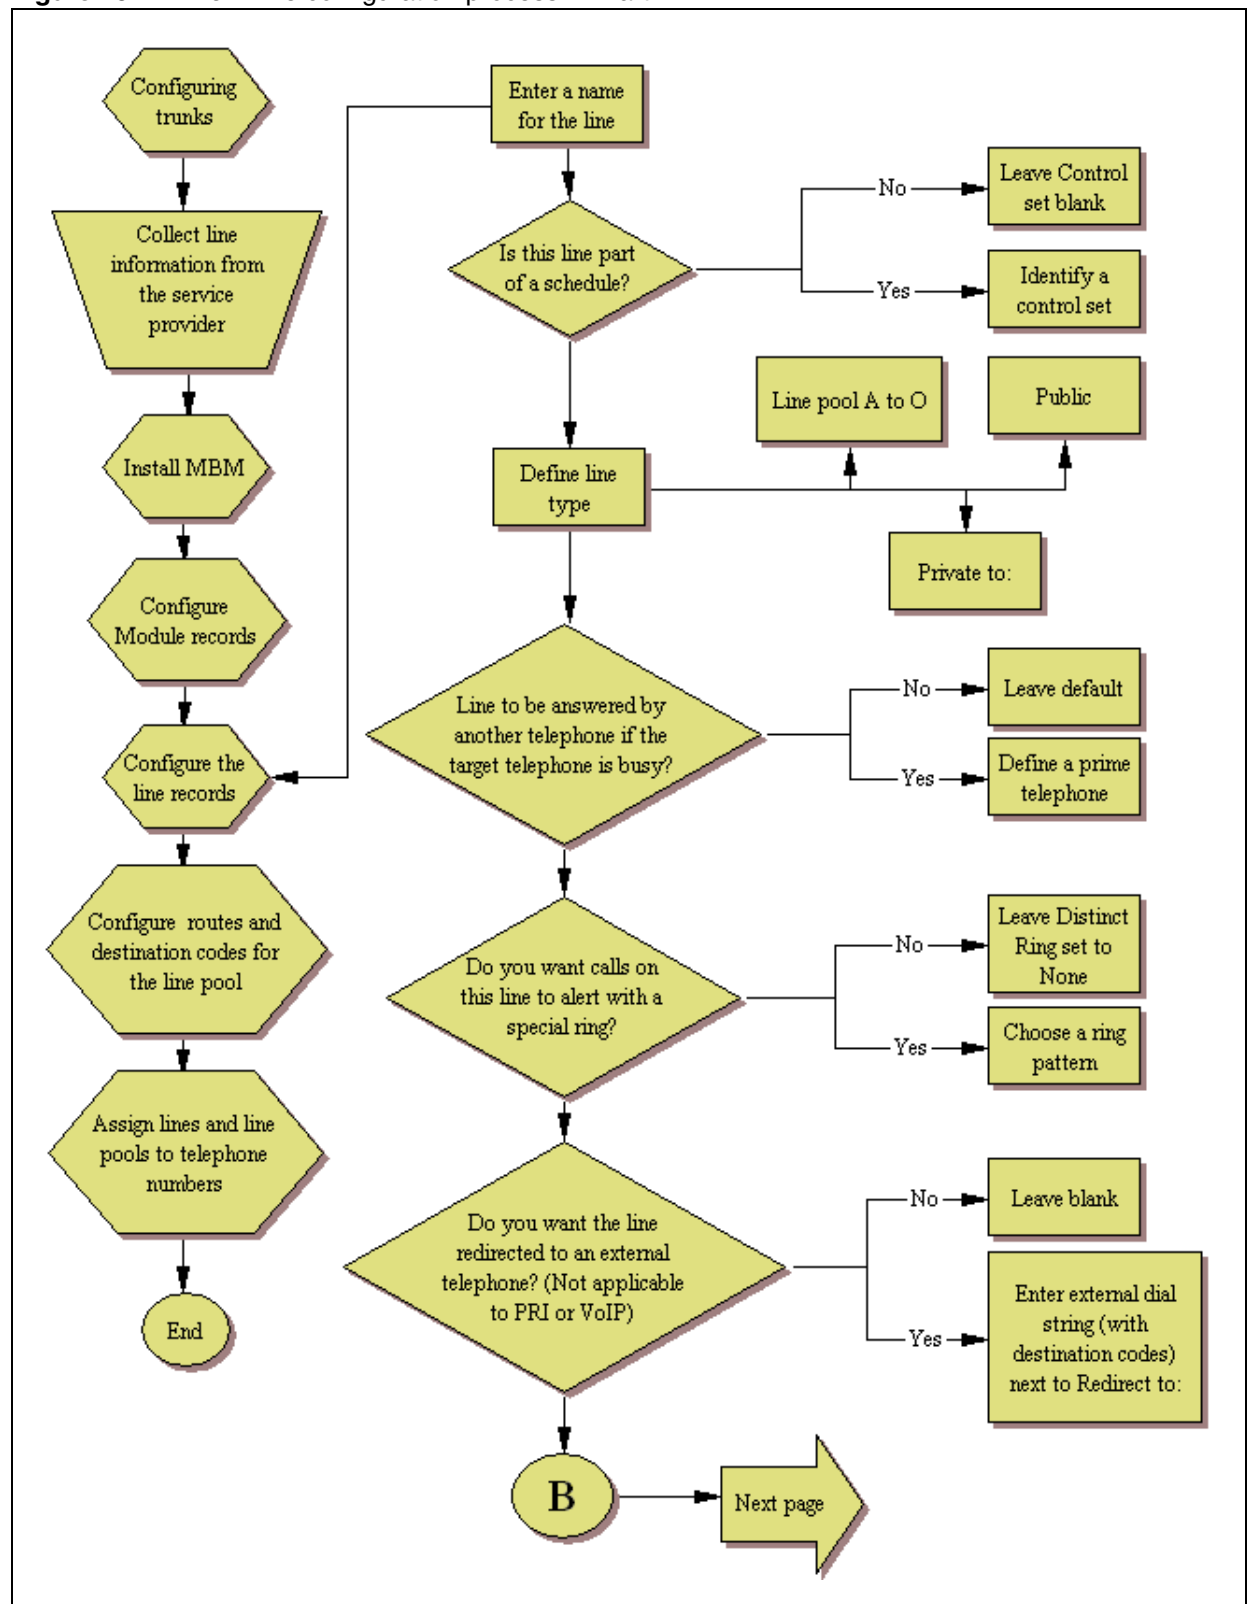 configuration process
Configuring
trunks
Collect line
information from
the service
provider
Install MBM
Configure
Module records
Configure the
line records
Configure routes and
destination codes for
the line pool
Assign lines and line
pools to telephone
numbers
End
Enter a name
for the line
Is this line part
of a schedule?
No
Leave Control
set blank
Yes
Identify a
control set
Define line
type
Line pool A to O
Public
Private to:
Line to be answered by
another telephone if the
target telephone is busy?
No
Leave default
Yes
Define a prime
telephone
Do you want calls on
this line to alert with a
special ring?
No
Leave Distinct
Ring set to
None
Yes
Choose a ring
pattern
Do you want the line
redirected to an external
telephone? (Not applicable
to PRI or VoIP)
No
Leave blank
Yes
Enter external dial
string (with
destination codes)
next to Redirect to:
B
Next page